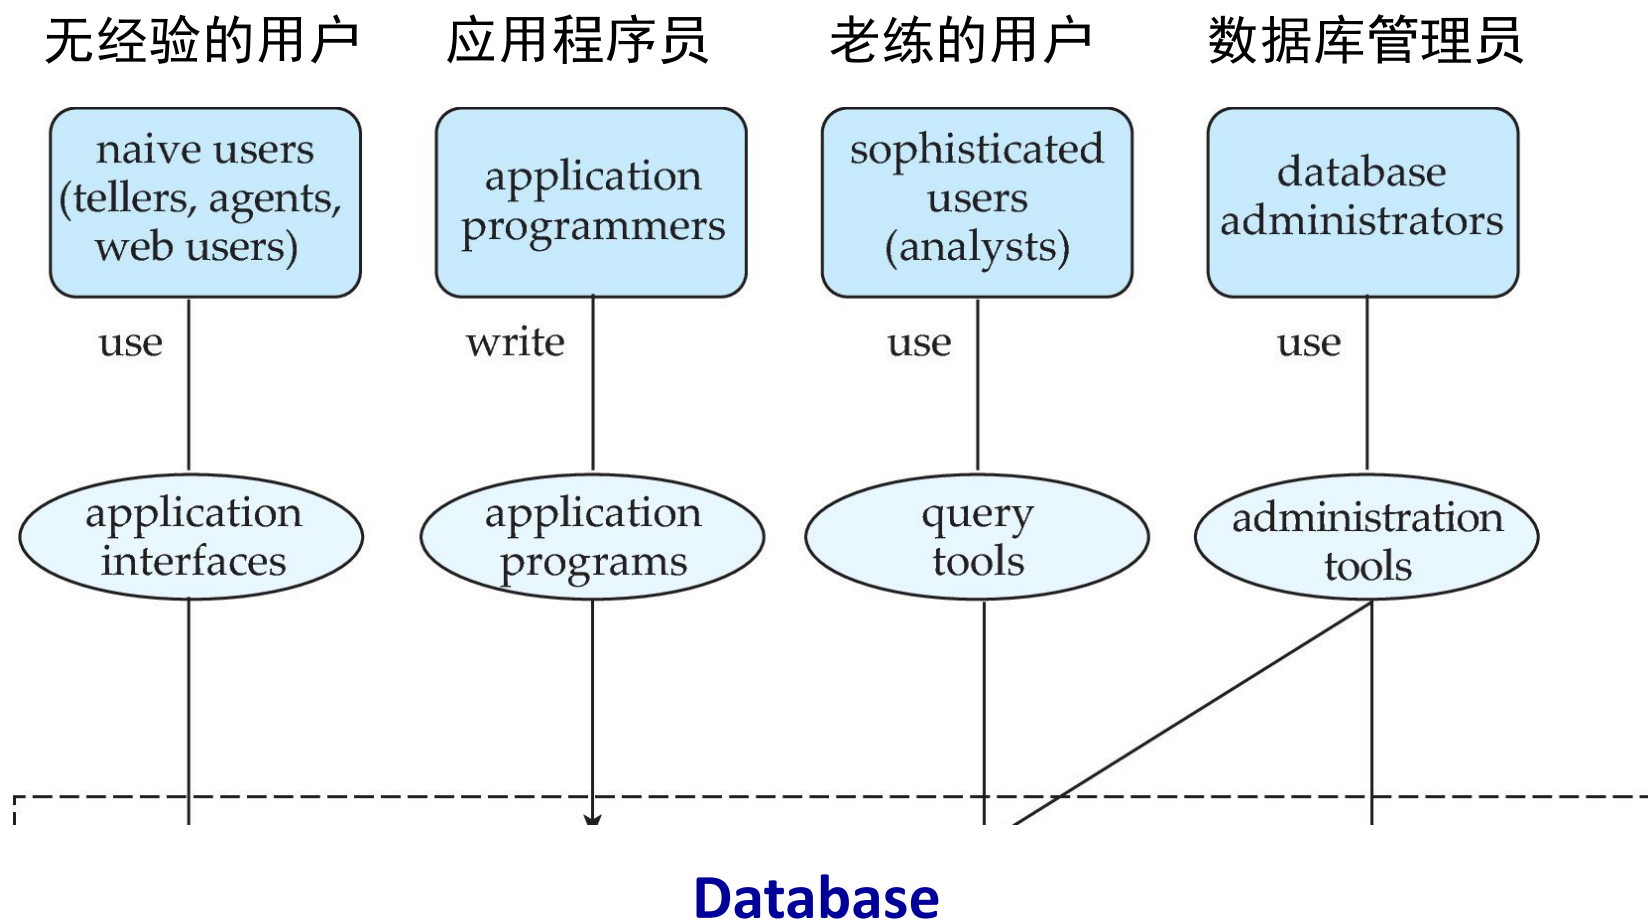 无经验的用户
应用程序员
老练的用户
数据库管理员
naive users
(tellers, agents,
web users)
application
programmers
sophisticated
users
(analysts)
database
administrators
use
write
use
use
application
interfaces
application
programs
query
tools
administration
tools
Database